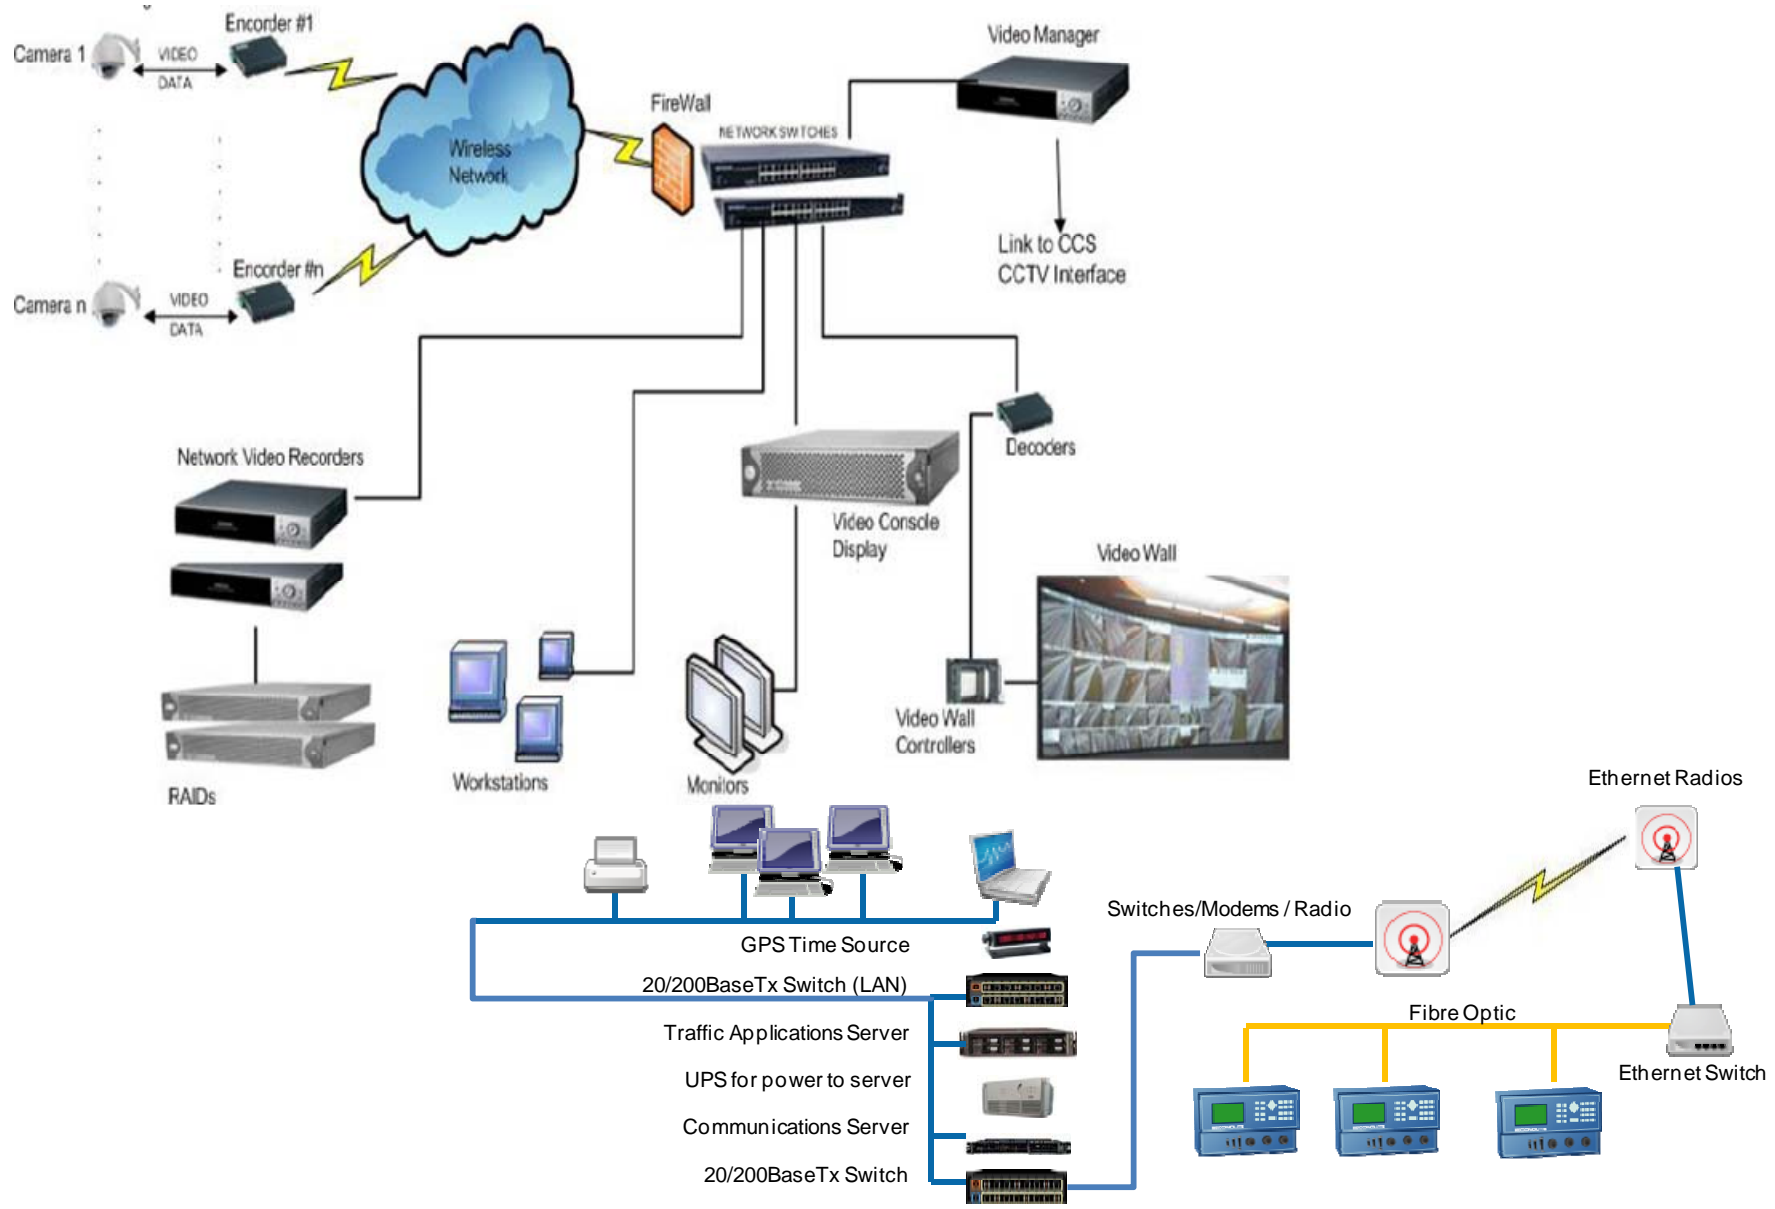 Encorder #1
Camera 1
VIDEO
DATA
Video Manager
FireWall
NETWORK SWITCHES
Wireless
Network
Link to CCS
CCTV Interface
Encorder #n
Camera n
VIDEO
DATA
Decoders
Network Video Recorders
Video Console
Display
Video Wall
Video Wall
Controllers
Workstations
Monitors
RAIDs
Ethernet Radios
Switches/Modems / Radio
GPS Time Source
20/200BaseTx Switch (LAN)
Fibre Optic
Traffic Applications Server
Ethernet Switch
UPS for power to server
Communications Server
20/200BaseTx Switch